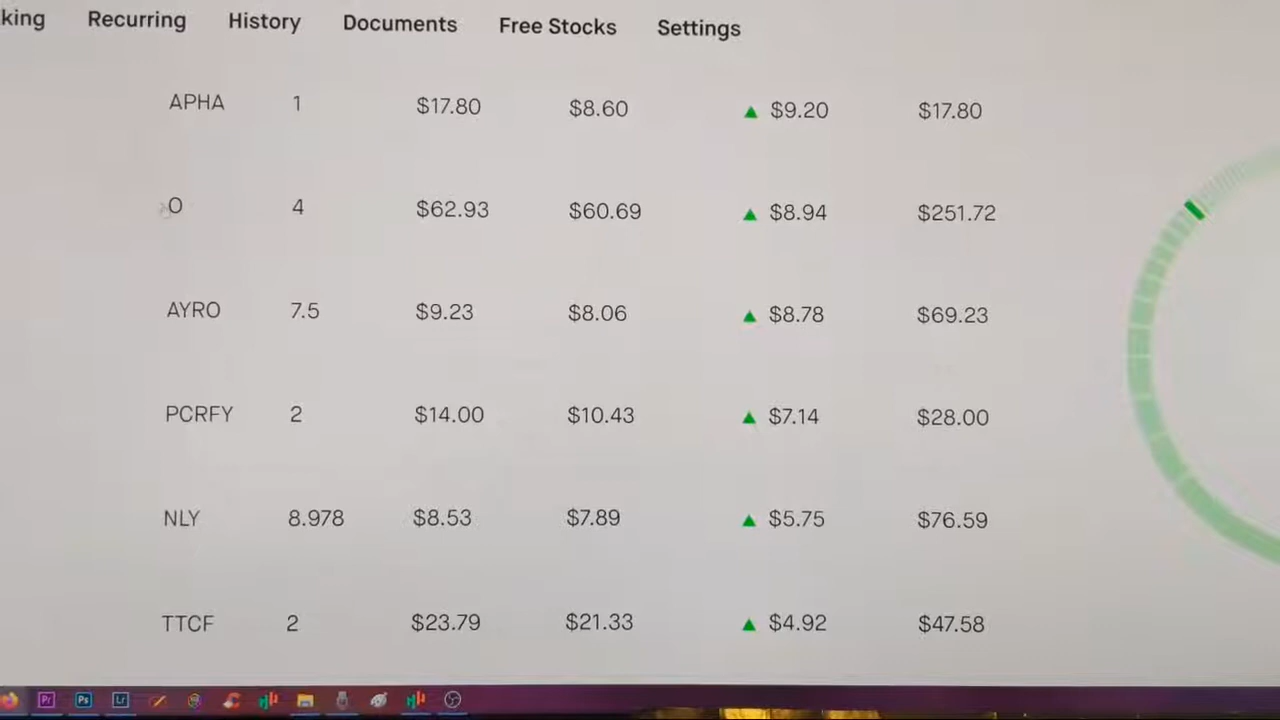 king Recurring History Documents Free Stocks Settings
APHA 1 $17.80 $8.60 ▲ $9.20 $17.80
O 4 $62.93 $60.69 ▲ $8.94 $251.72
AYRO 7.5 $9.23 $8.06 ▲ $8.78 $69.23
PCRFY 2 $14.00 $10.43 ▲ $7.14 $28.00
NLY 8.978 $8.53 $7.89 ▲ $5.75 $76.59
TTCF 2 $23.79 $21.33 ▲ $4.92 $47.58
Pr Ps Lr